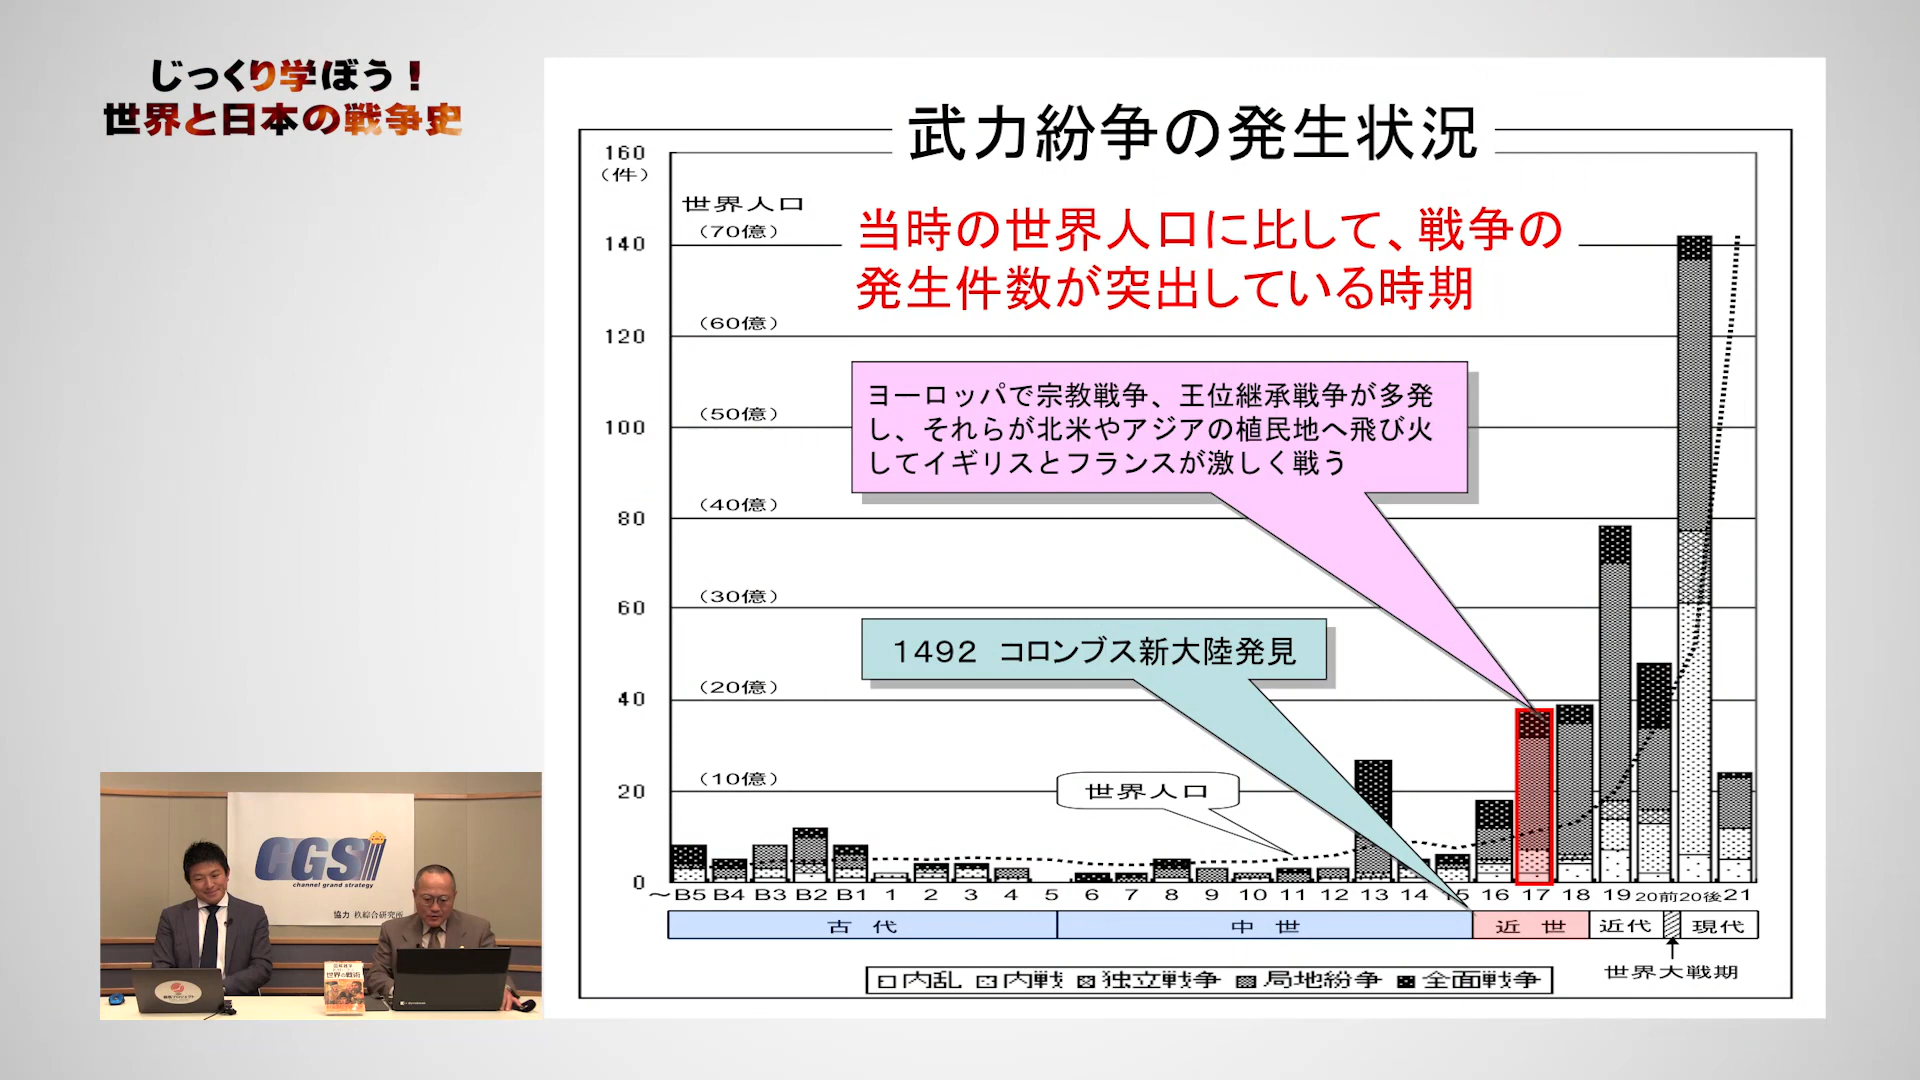 じっくり学ぼう！
世界と日本の戦争史
武力紛争の発生状況
160
(件)
世界人口
(70億)
140
当時の世界人口に比して、戦争の
発生件数が突出している時期
(60億)
120
ヨーロッパで宗教戦争、王位継承戦争が多発
し、それらが北米やアジアの植民地へ飛び火
してイギリスとフランスが激しく戦う
(50億)
100
(40億)
80
(30億)
60
1492 コロンブス新大陸発見
(20億)
40
(10億)
20
世界人口
0
～B5 B4 B3 B2 B1 1 2 3 4 5 6 7 8 9 10 11 12 13 14 15 16 17 18 19 20前 20後 21
古 代 中 世 近 世 近代 現代
世界大戦期
内乱 内戦 独立戦争 局地紛争 全面戦争
CGS
channel grand strategy
協力 杦綜合研究所
世界の戦術